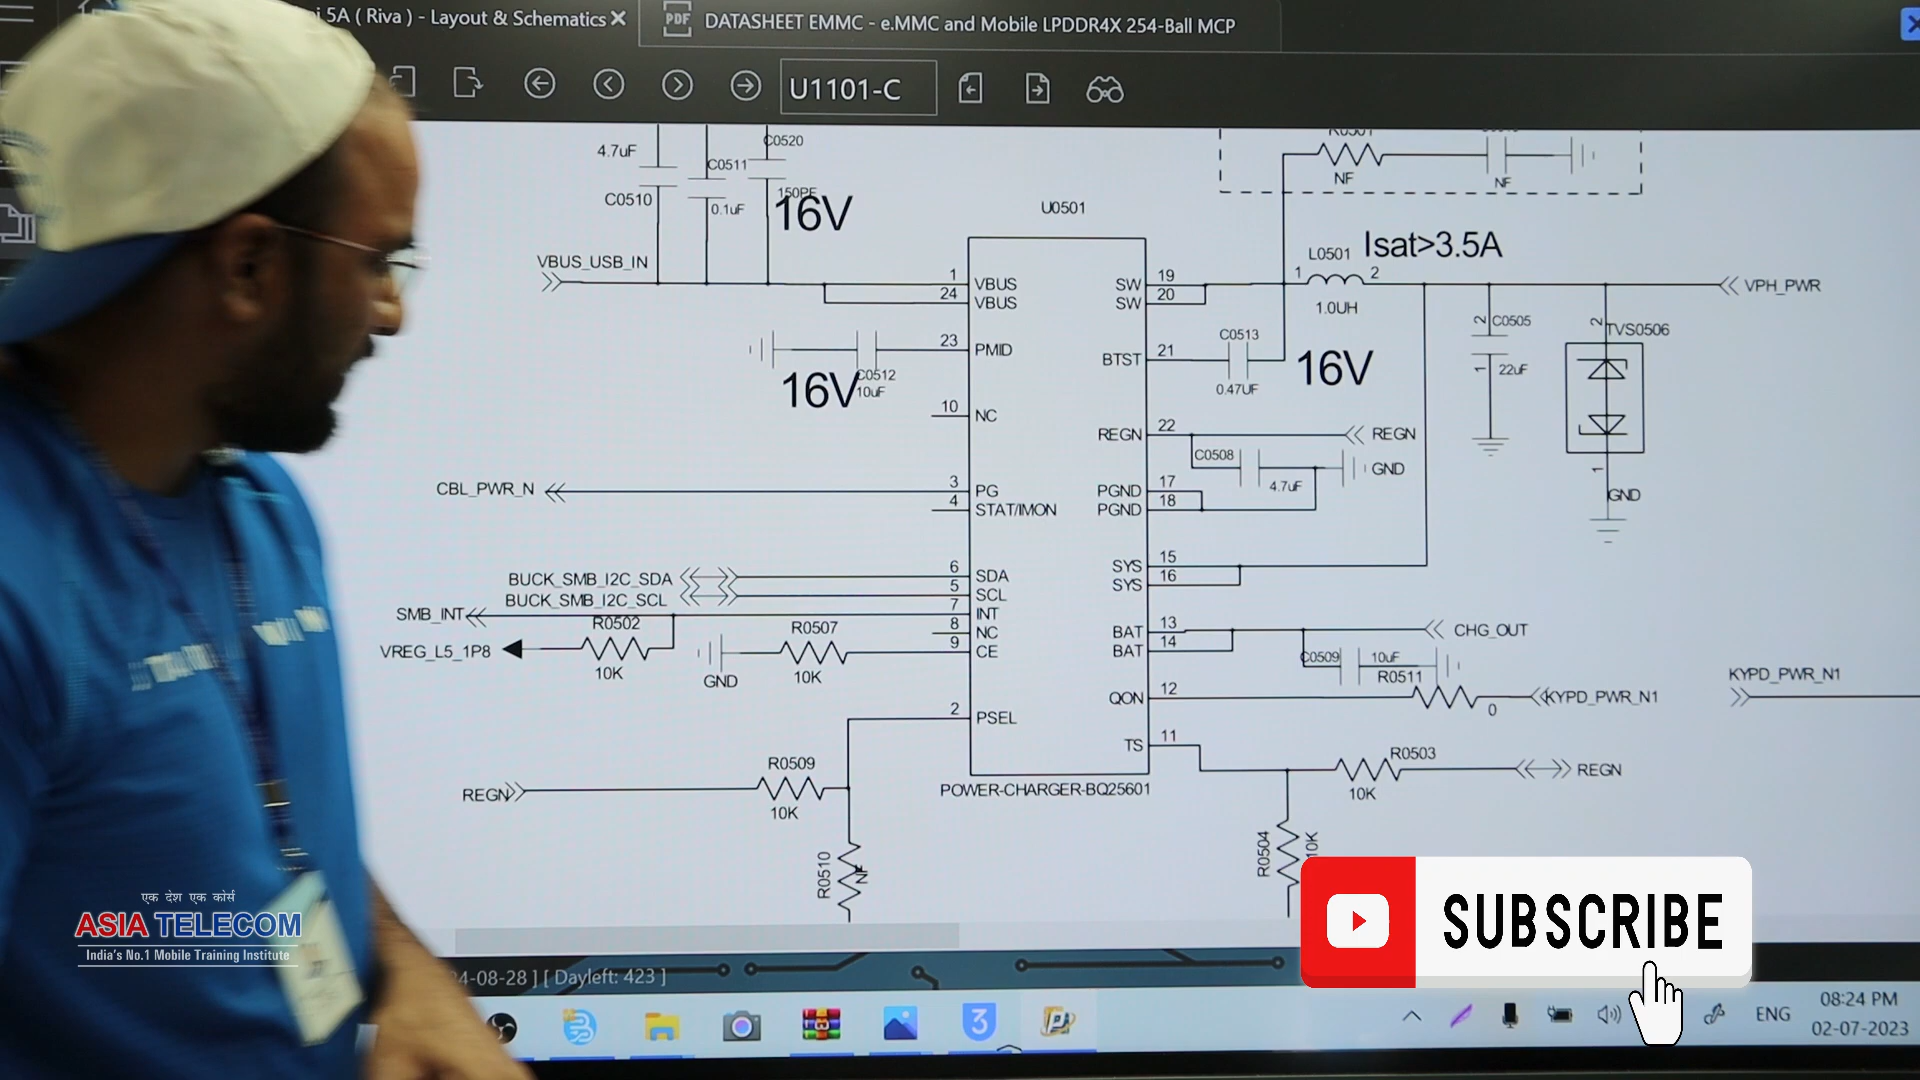 5A ( Riva ) - Layout & Schematics
PDF
DATASHEET EMMC - e.MMC and Mobile LPDDR4X 254-Ball MCP
U1101-C
4.7uF
C0510
C0511
0.1uF
C0520
150PF
16V
U0501
R0501
NF
NF
VBUS_USB_IN
1
24
VBUS
VBUS
SW
SW
19
20
1
L0501
2
Isat>3.5A
1.0UH
VPH_PWR
23
PMID
C0512
10uF
16V
BTST
21
C0513
0.47UF
16V
2
C0505
1
22uF
2
TVS0506
1
GND
10
NC
REGN
22
REGN
C0508
4.7uF
GND
CBL_PWR_N
3
4
PG
STAT/IMON
PGND
PGND
17
18
BUCK_SMB_I2C_SDA
BUCK_SMB_I2C_SCL
SMB_INT
VREG_L5_1P8
R0502
10K
GND
R0507
10K
6
5
7
8
9
SDA
SCL
INT
NC
CE
SYS
SYS
15
16
BAT
BAT
13
14
CHG_OUT
C0509
10uF
R0511
QON
12
0
KYPD_PWR_N1
KYPD_PWR_N1
2
PSEL
TS
11
R0503
10K
REGN
REGN
R0509
10K
R0510
NF
POWER-CHARGER-BQ25601
R0504
10K
SUBSCRIBE
एक देश एक कोर्स
ASIA TELECOM
India's No.1 Mobile Training Institute
4-08-28 ] [ Dayleft: 423 ]
3
ENG
08:24 PM
02-07-2023